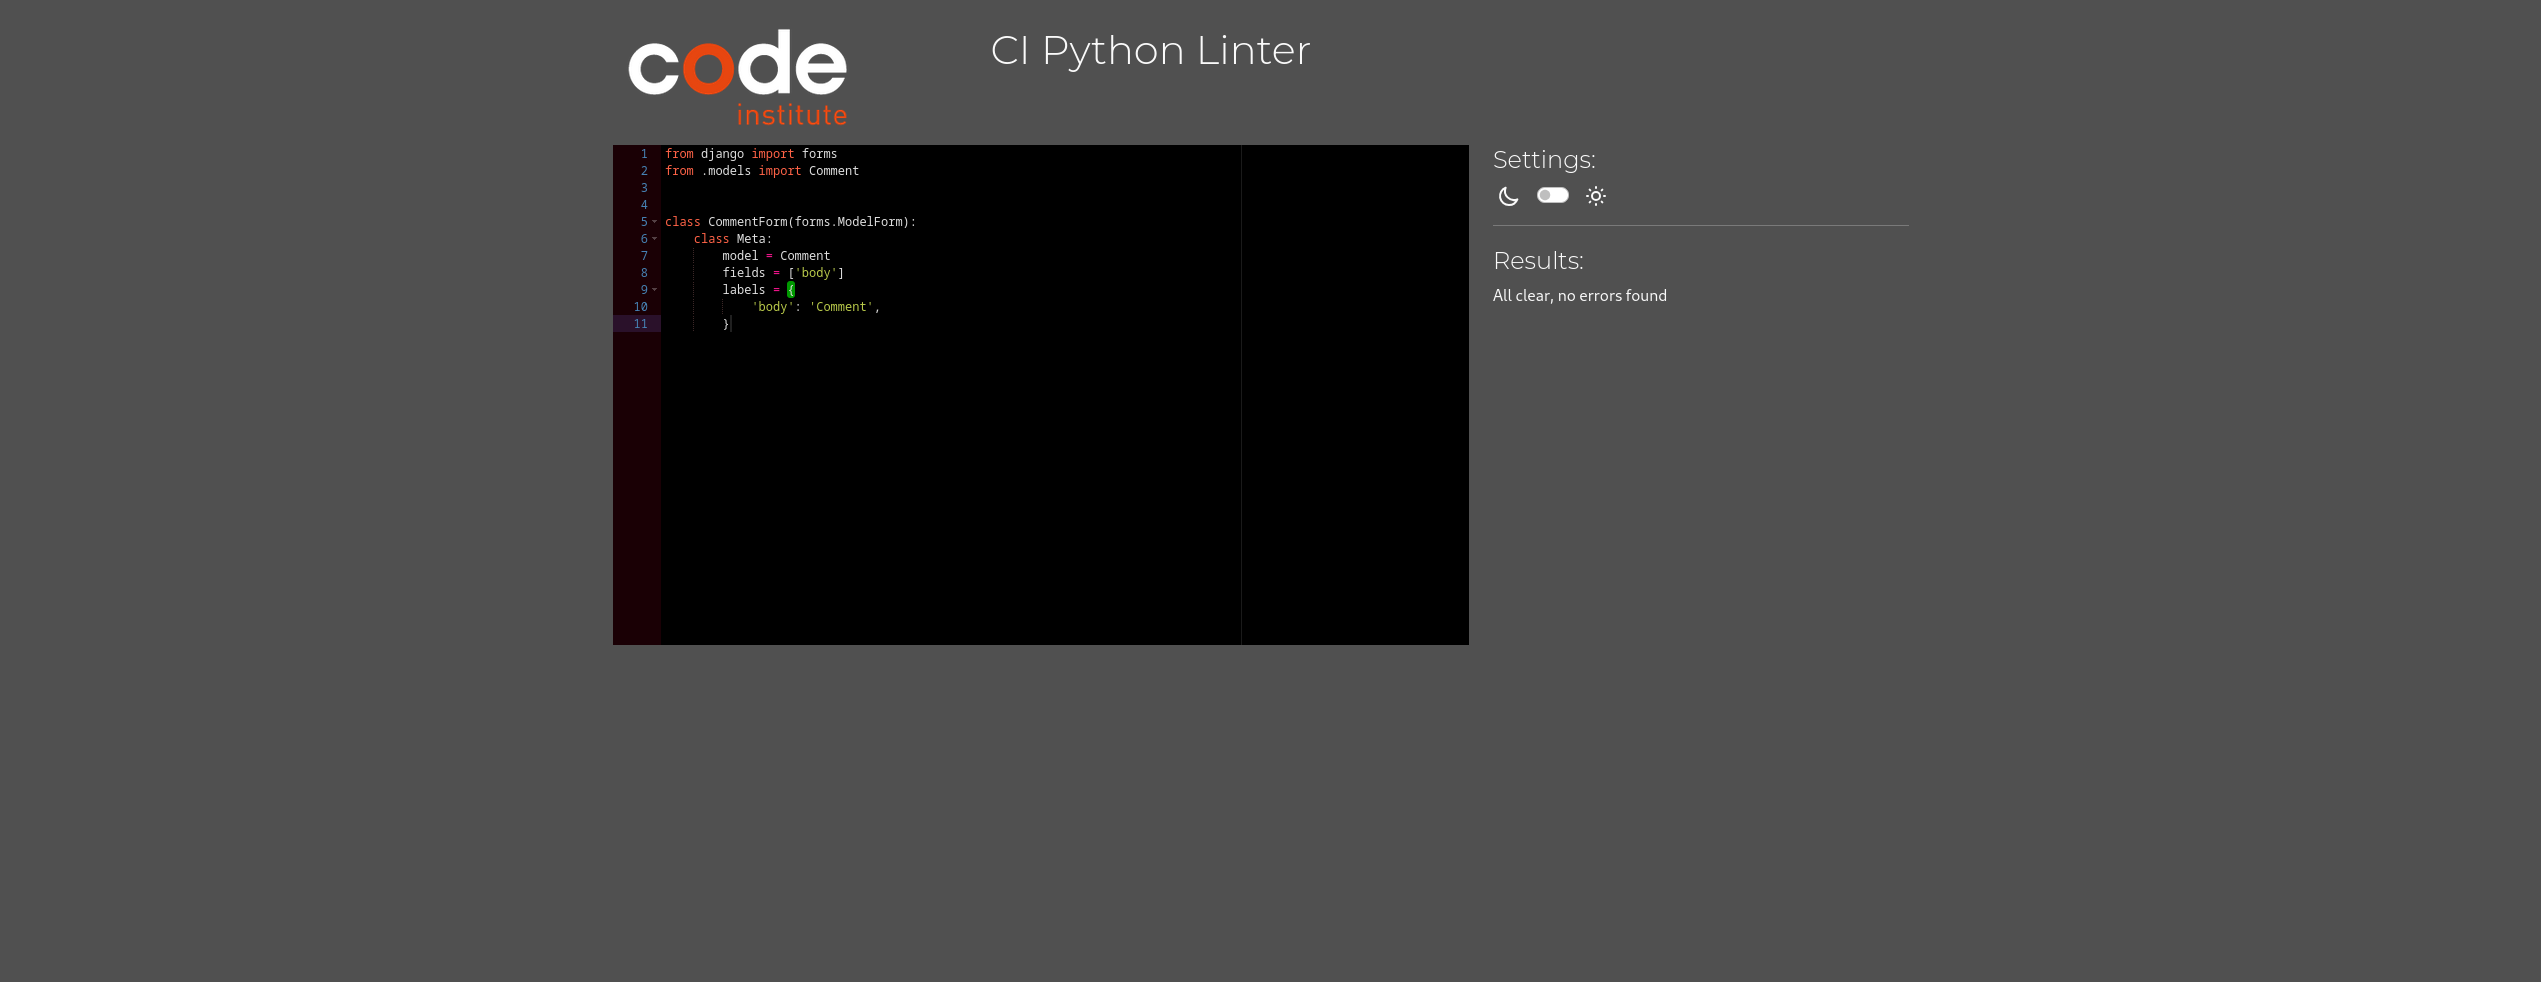 code
institute
CI Python Linter
1 from django import forms
2 from .models import Comment
3
4
5 class CommentForm(forms.ModelForm):
6     class Meta:
7         model = Comment
8         fields = ['body']
9         labels = {
10             'body': 'Comment',
11         }
Settings:
Results:
All clear, no errors found